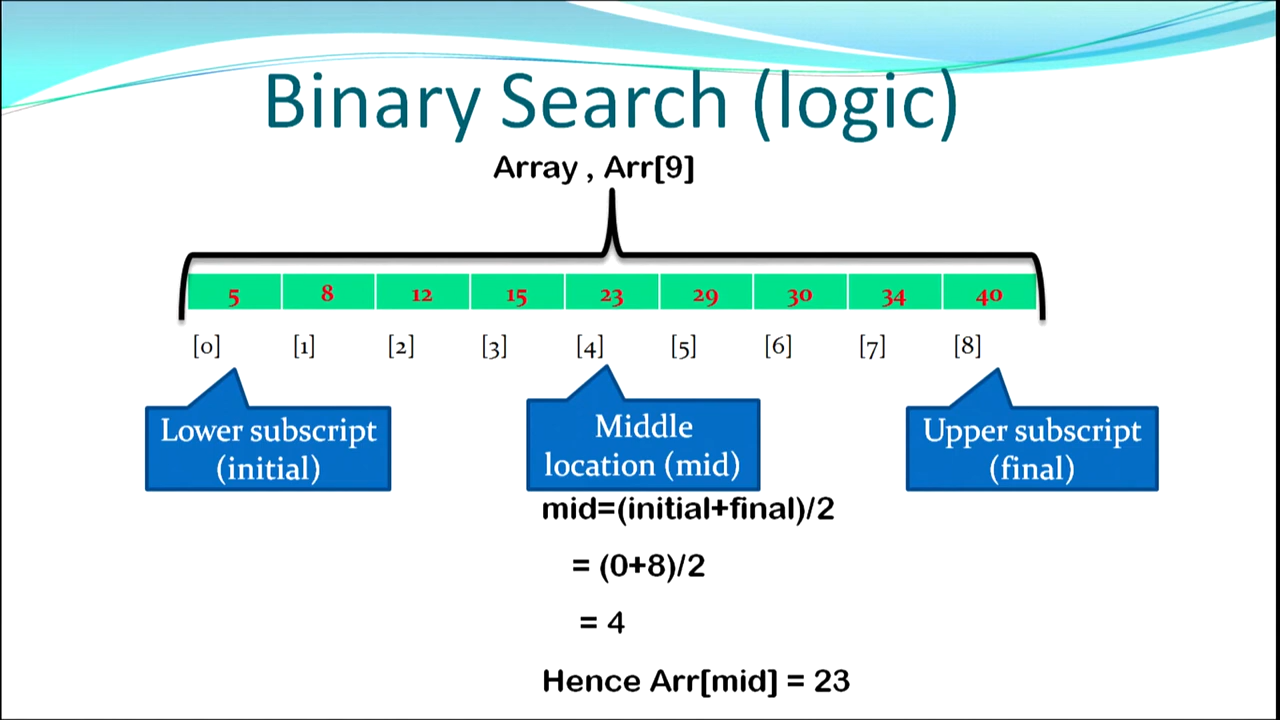 Binary Search (logic)
Array , Arr[9]
5 8 12 15 23 29 30 34 40
[0] [1] [2] [3] [4] [5] [6] [7] [8]
Lower subscript
(initial)
Middle
location (mid)
Upper subscript
(final)
mid=(initial+final)/2
= (0+8)/2
= 4
Hence Arr[mid] = 23